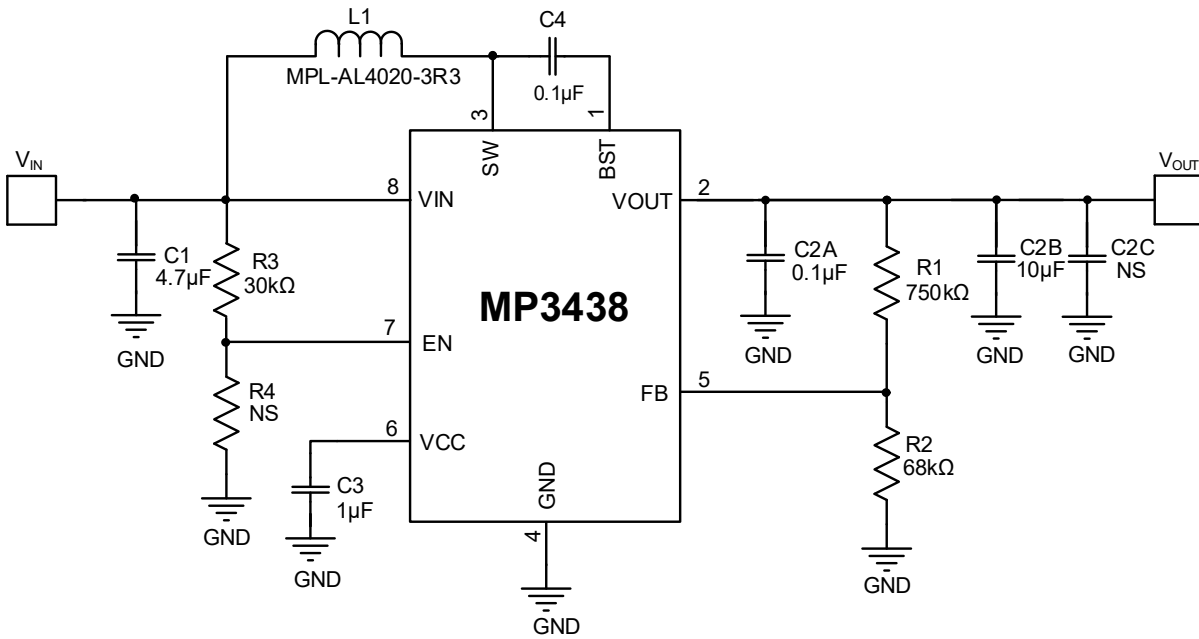 L1
MPL-AL4020-3R3
C4
0.1µF
3
1
SW
BST
VIN
8
VIN
VOUT
2
VOUT
C1
4.7µF
GND
R3
30kΩ
C2A
0.1µF
GND
R1
750kΩ
C2B
10µF
GND
C2C
NS
GND
MP3438
7
EN
R4
NS
GND
FB
5
6
VCC
C3
1µF
GND
R2
68kΩ
GND
GND
4
GND